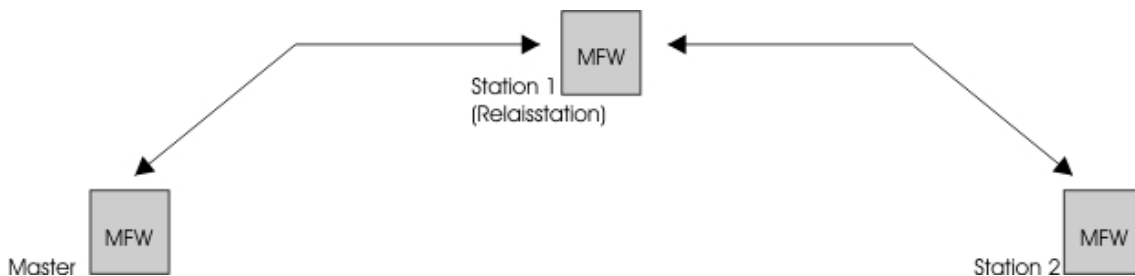 MFW
Station 1
(Relaisstation)
MFW
Master
MFW
Station 2